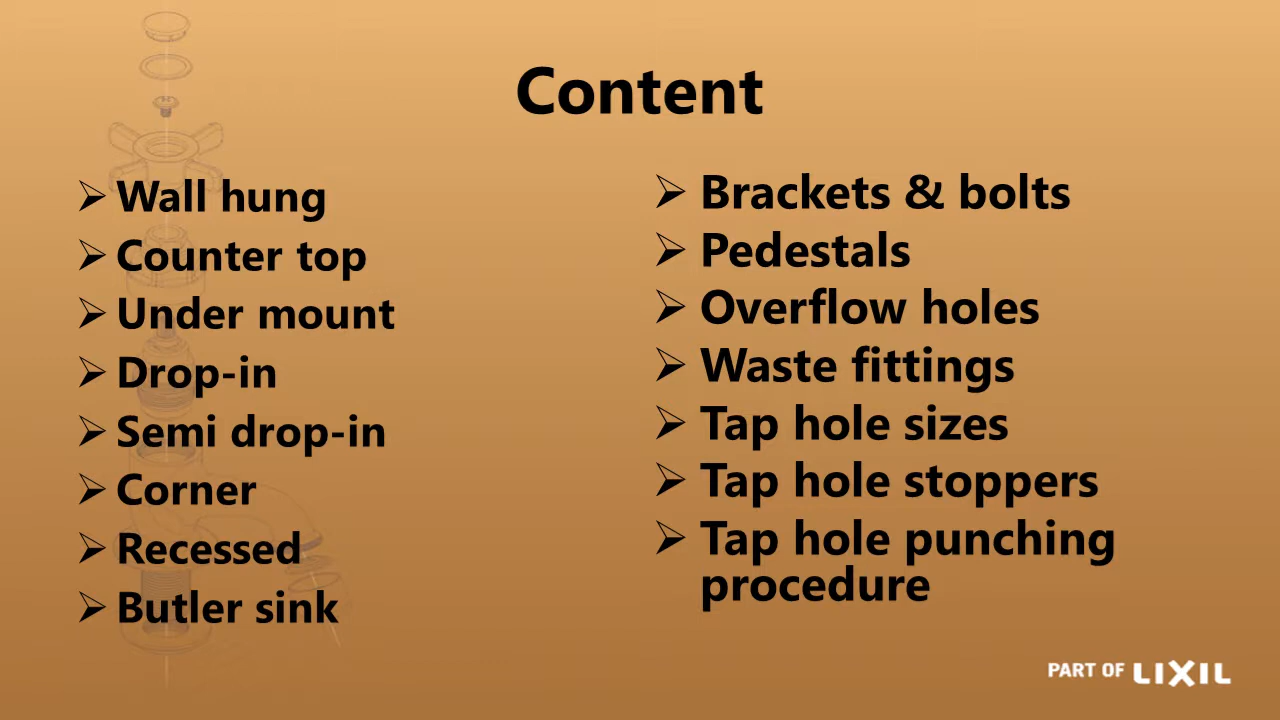 Content
➢ Wall hung
➢ Counter top
➢ Under mount
➢ Drop-in
➢ Semi drop-in
➢ Corner
➢ Recessed
➢ Butler sink
➢ Brackets & bolts
➢ Pedestals
➢ Overflow holes
➢ Waste fittings
➢ Tap hole sizes
➢ Tap hole stoppers
➢ Tap hole punching
procedure
PART OF LIXIL